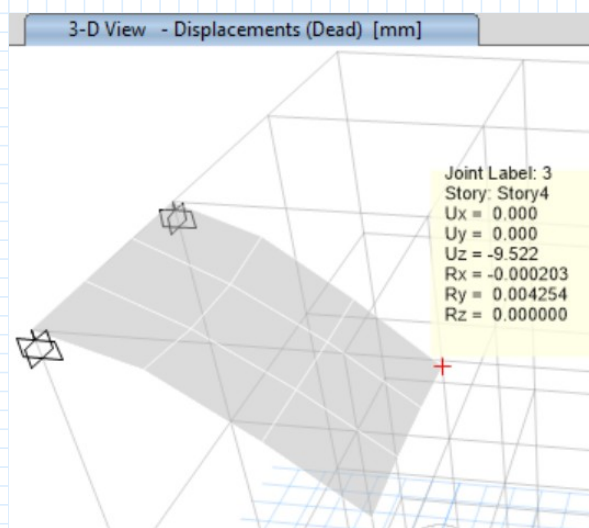 3-D View - Displacements (Dead) [mm]
Joint Label: 3
Story: Story4
Ux = 0.000
Uy = 0.000
Uz = -9.522
Rx = -0.000203
Ry = 0.004254
Rz = 0.000000